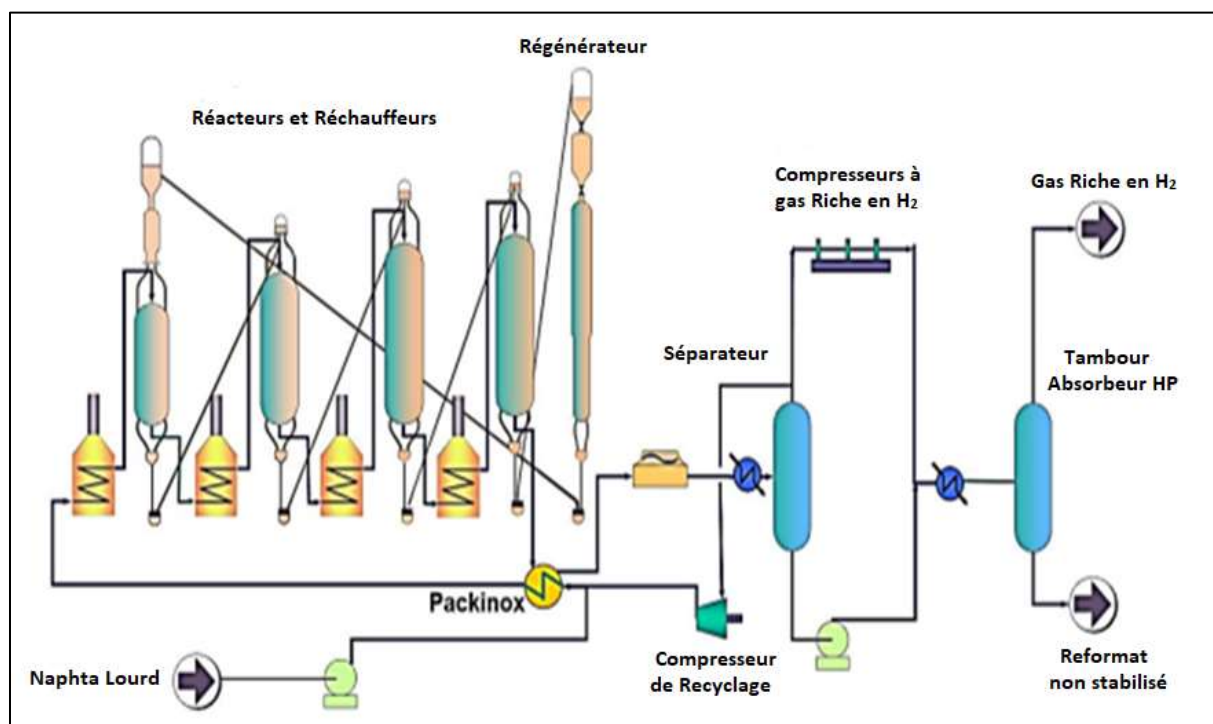 Régénérateur
Réacteurs et Réchauffeurs
Compresseurs à
gas Riche en H₂
Gas Riche en H₂
Séparateur
Tambour
Absorbeur HP
Packinox
Naphta Lourd
Compresseur
de Recyclage
Reformat
non stabilisé